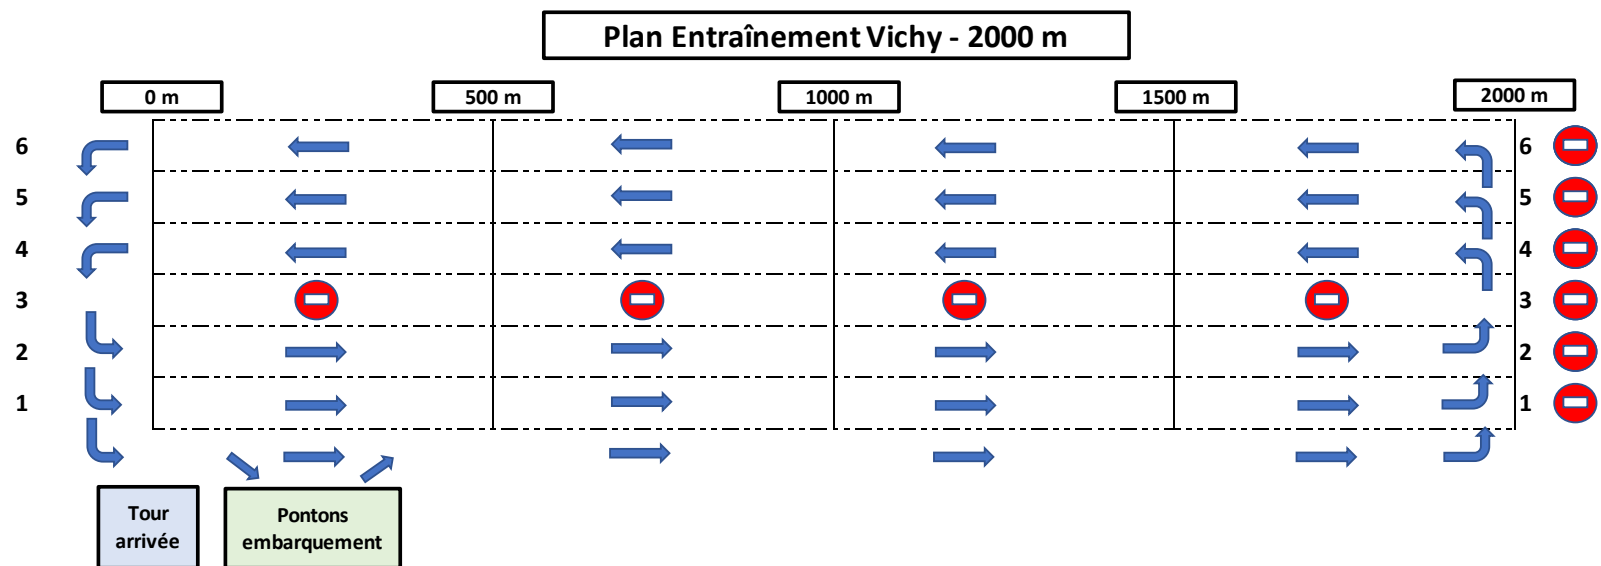 Plan Entraînement Vichy - 2000 m
0 m
500 m
1000 m
1500 m
2000 m
6
6
5
5
4
4
3
3
2
2
1
1
Tour
arrivée
Pontons
embarquement